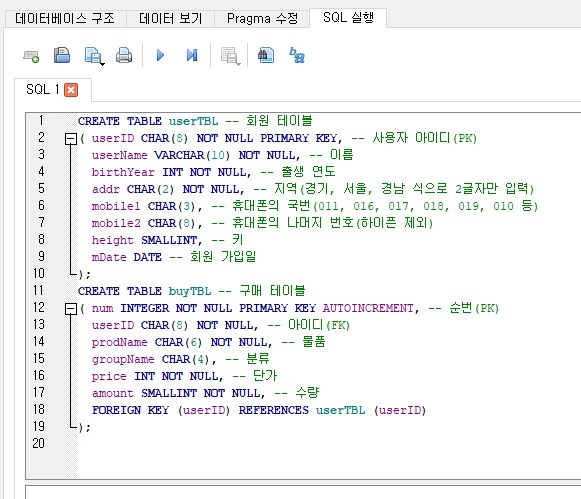 데이터베이스 구조 데이터 보기 Pragma 수정 SQL 실행
SQL 1
1 CREATE TABLE userTBL -- 회원 테이블
2 ( userID CHAR(8) NOT NULL PRIMARY KEY, -- 사용자 아이디(PK)
3 userName VARCHAR(10) NOT NULL, -- 이름
4 birthYear INT NOT NULL, -- 출생 연도
5 addr CHAR(2) NOT NULL, -- 지역(경기, 서울, 경남 식으로 2글자만 입력)
6 mobile1 CHAR(3), -- 휴대폰의 국번(011, 016, 017, 018, 019, 010 등)
7 mobile2 CHAR(8), -- 휴대폰의 나머지 번호(하이픈 제외)
8 height SMALLINT, -- 키
9 mDate DATE -- 회원 가입일
10 );
11 CREATE TABLE buyTBL -- 구매 테이블
12 ( num INTEGER NOT NULL PRIMARY KEY AUTOINCREMENT, -- 순번(PK)
13 userID CHAR(8) NOT NULL, -- 아이디(FK)
14 prodName CHAR(6) NOT NULL, -- 물품
15 groupName CHAR(4), -- 분류
16 price INT NOT NULL, -- 단가
17 amount SMALLINT NOT NULL, -- 수량
18 FOREIGN KEY (userID) REFERENCES userTBL (userID)
19 );
20